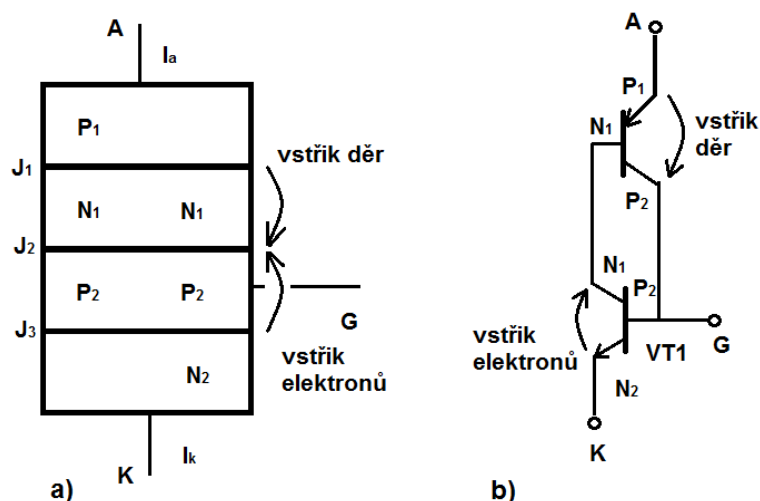 A
Ia
P1
J1
vstřik děr
N1 N1
J2
P2 P2
G
J3
vstřik
elektronů
N2
K
Ik
a)
A
P1
N1
vstřik
děr
P2
N1
P2
vstřik
elektronů
VT1
G
N2
K
b)